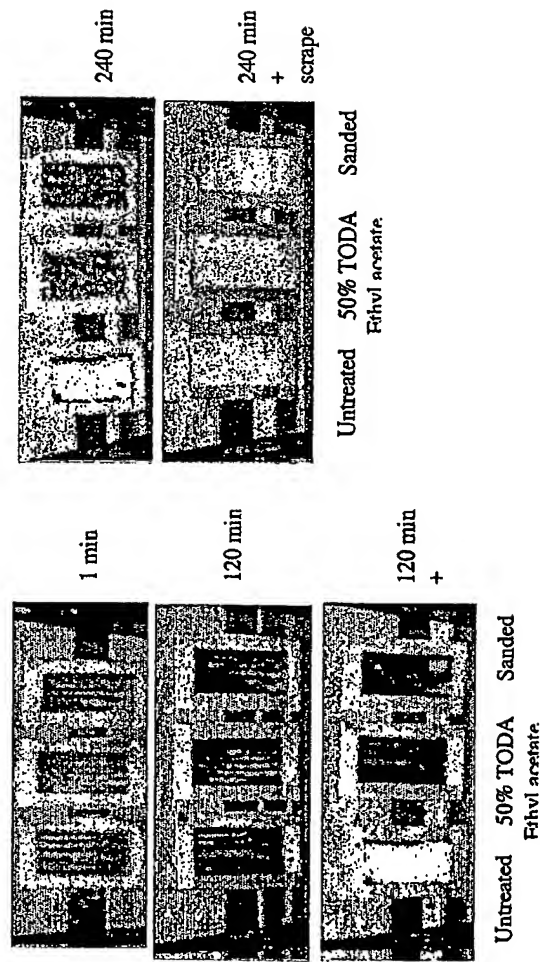 1 min
120 min
120 min
+
Untreated 50% TODA Sanded
Ethyl acetate
240 min
240 min
+
scrape
Untreated 50% TODA Sanded
Ethyl acetate